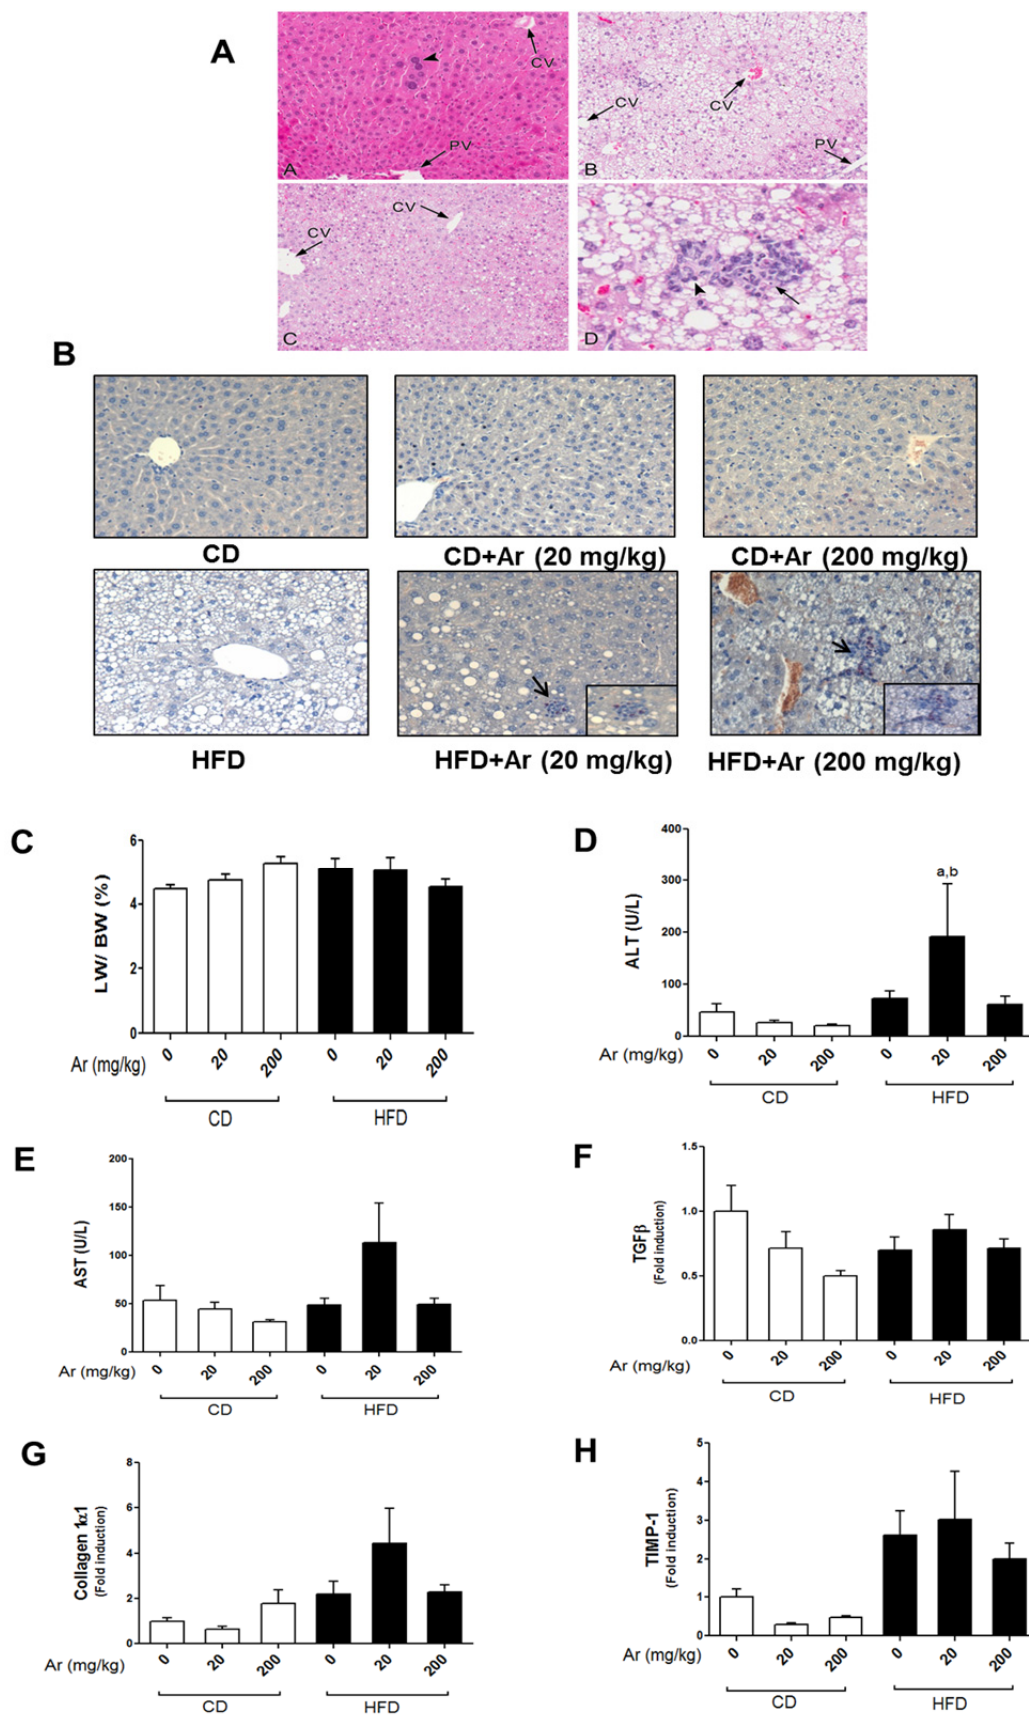 A
CV
PV
A
CV
CV
PV
B
CV
CV
C
D
B
CD
CD+Ar (20 mg/kg)
CD+Ar (200 mg/kg)
HFD
HFD+Ar (20 mg/kg)
HFD+Ar (200 mg/kg)
C
LW/ BW (%)
6
4
2
0
Ar (mg/kg)
0
20
200
0
20
200
CD
HFD
D
ALT (U/L)
400
300
200
100
0
a,b
Ar (mg/kg)
0
20
200
0
20
200
CD
HFD
E
AST (U/L)
200
150
100
50
0
Ar (mg/kg)
0
20
200
0
20
200
CD
HFD
F
TGFβ
(Fold induction)
1.5
1.0
0.5
0.0
Ar (mg/kg)
0
20
200
0
20
200
CD
HFD
G
Collagen 1α1
(Fold induction)
8
6
4
2
0
Ar (mg/kg)
0
20
200
0
20
200
CD
HFD
H
TIMP-1
(Fold induction)
5
4
3
2
1
0
Ar (mg/kg)
0
20
200
0
20
200
CD
HFD